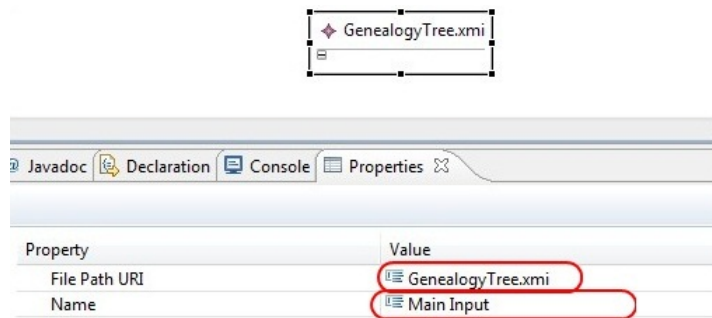 GenealogyTree.xmi
@ Javadoc Declaration Console Properties
Property Value
File Path URI GenealogyTree.xmi
Name Main Input